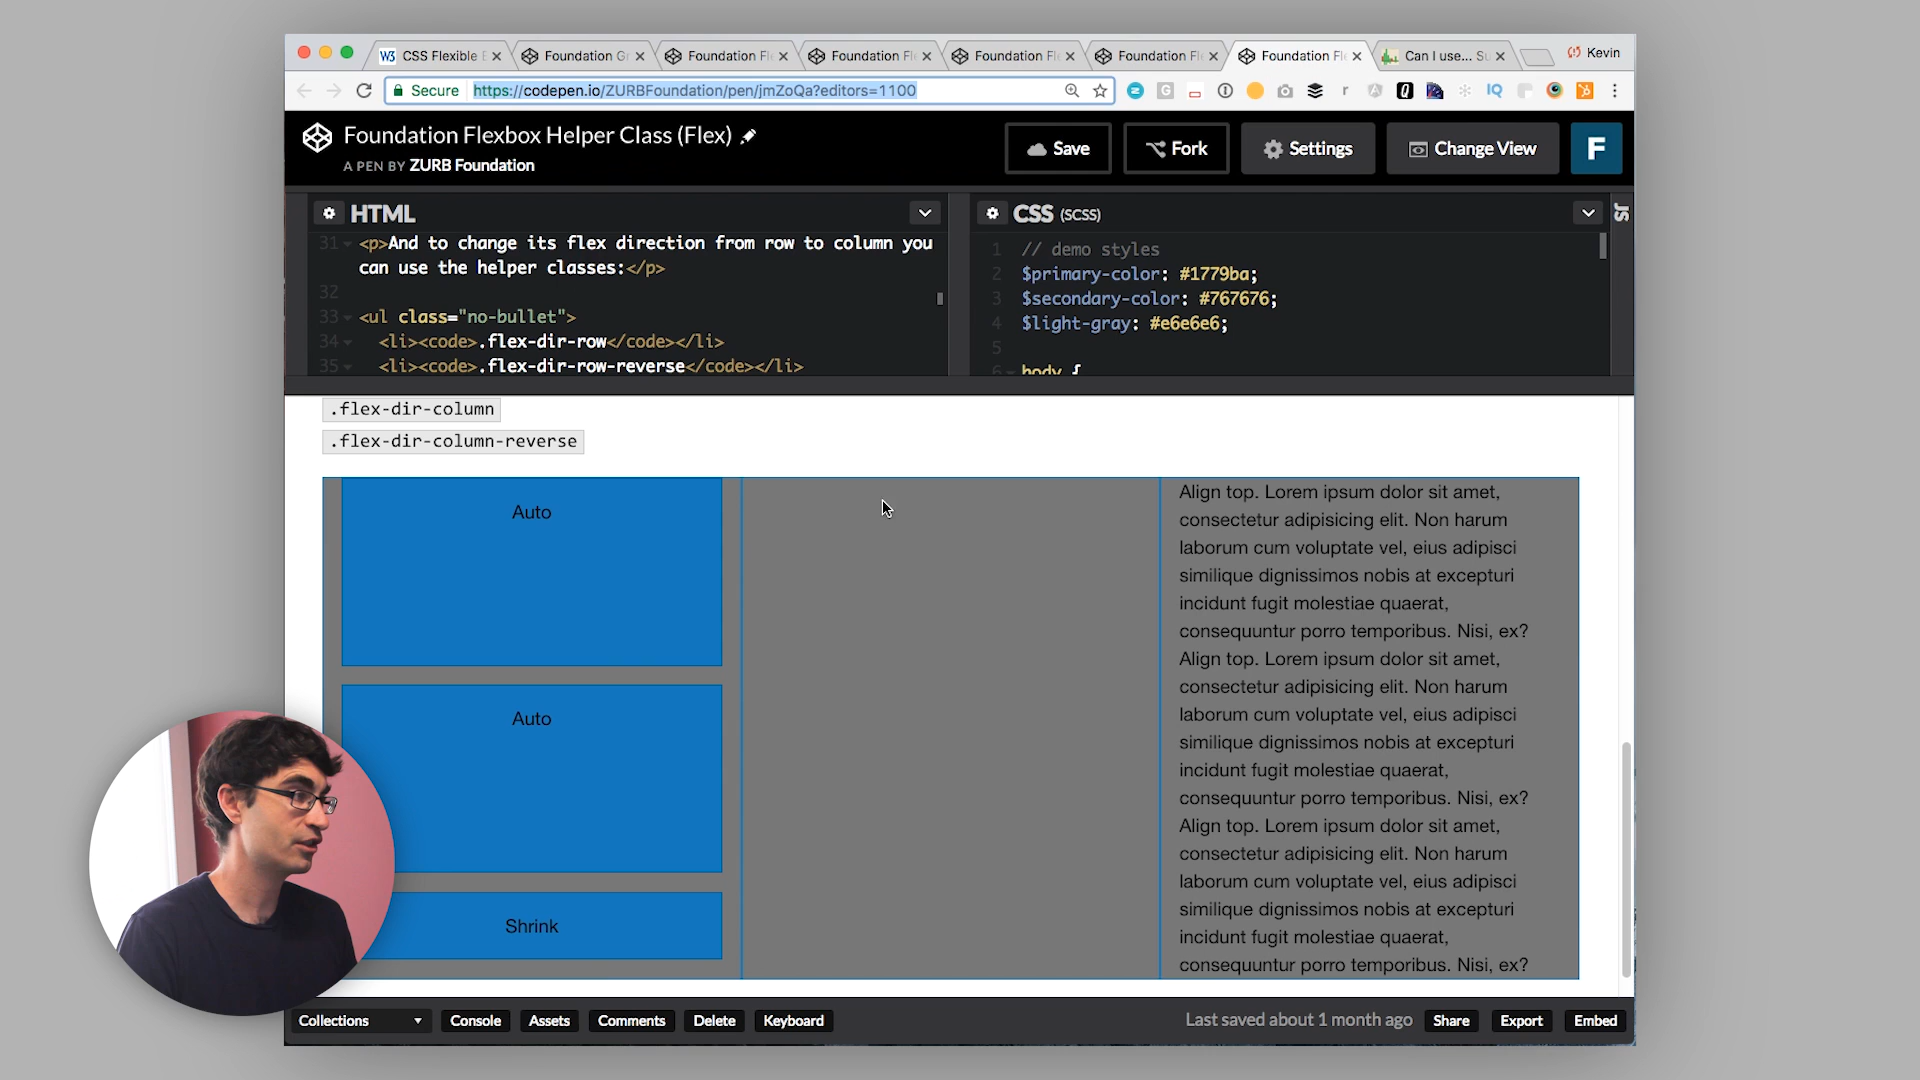 CSS Flexible
Foundation Gr
Foundation Fl
Foundation Fl
Foundation Fl
Foundation Fl
Foundation Fl
Can I use... Su
Kevin
Secure
https://codepen.io/ZURBFoundation/pen/jmZoQa?editors=1100
Foundation Flexbox Helper Class (Flex)
A PEN BY ZURB Foundation
Save
Fork
Settings
Change View
F
HTML
31 <p>And to change its flex direction from row to column you
can use the helper classes:</p>
32
33 <ul class="no-bullet">
34 <li><code>.flex-dir-row</code></li>
35 <li><code>.flex-dir-row-reverse</code></li>
CSS (SCSS)
JS
1 // demo styles
2 $primary-color: #1779ba;
3 $secondary-color: #767676;
4 $light-gray: #e6e6e6;
5
6 body {
.flex-dir-column
.flex-dir-column-reverse
Auto
Auto
Shrink
Align top. Lorem ipsum dolor sit amet,
consectetur adipisicing elit. Non harum
laborum cum voluptate vel, eius adipisci
similique dignissimos nobis at excepturi
incidunt fugit molestiae quaerat,
consequuntur porro temporibus. Nisi, ex?
Align top. Lorem ipsum dolor sit amet,
consectetur adipisicing elit. Non harum
laborum cum voluptate vel, eius adipisci
similique dignissimos nobis at excepturi
incidunt fugit molestiae quaerat,
consequuntur porro temporibus. Nisi, ex?
Align top. Lorem ipsum dolor sit amet,
consectetur adipisicing elit. Non harum
laborum cum voluptate vel, eius adipisci
similique dignissimos nobis at excepturi
incidunt fugit molestiae quaerat,
consequuntur porro temporibus. Nisi, ex?
Collections
Console
Assets
Comments
Delete
Keyboard
Last saved about 1 month ago
Share
Export
Embed